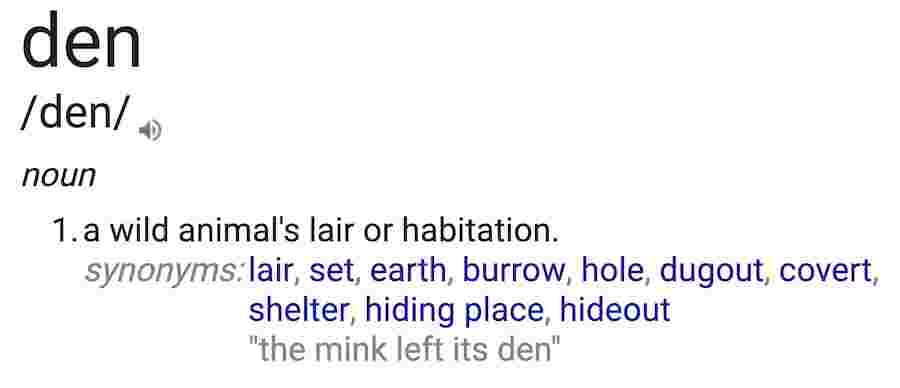 den
/den/
noun
1. a wild animal's lair or habitation.
synonyms: lair, set, earth, burrow, hole, dugout, covert,
shelter, hiding place, hideout
"the mink left its den"